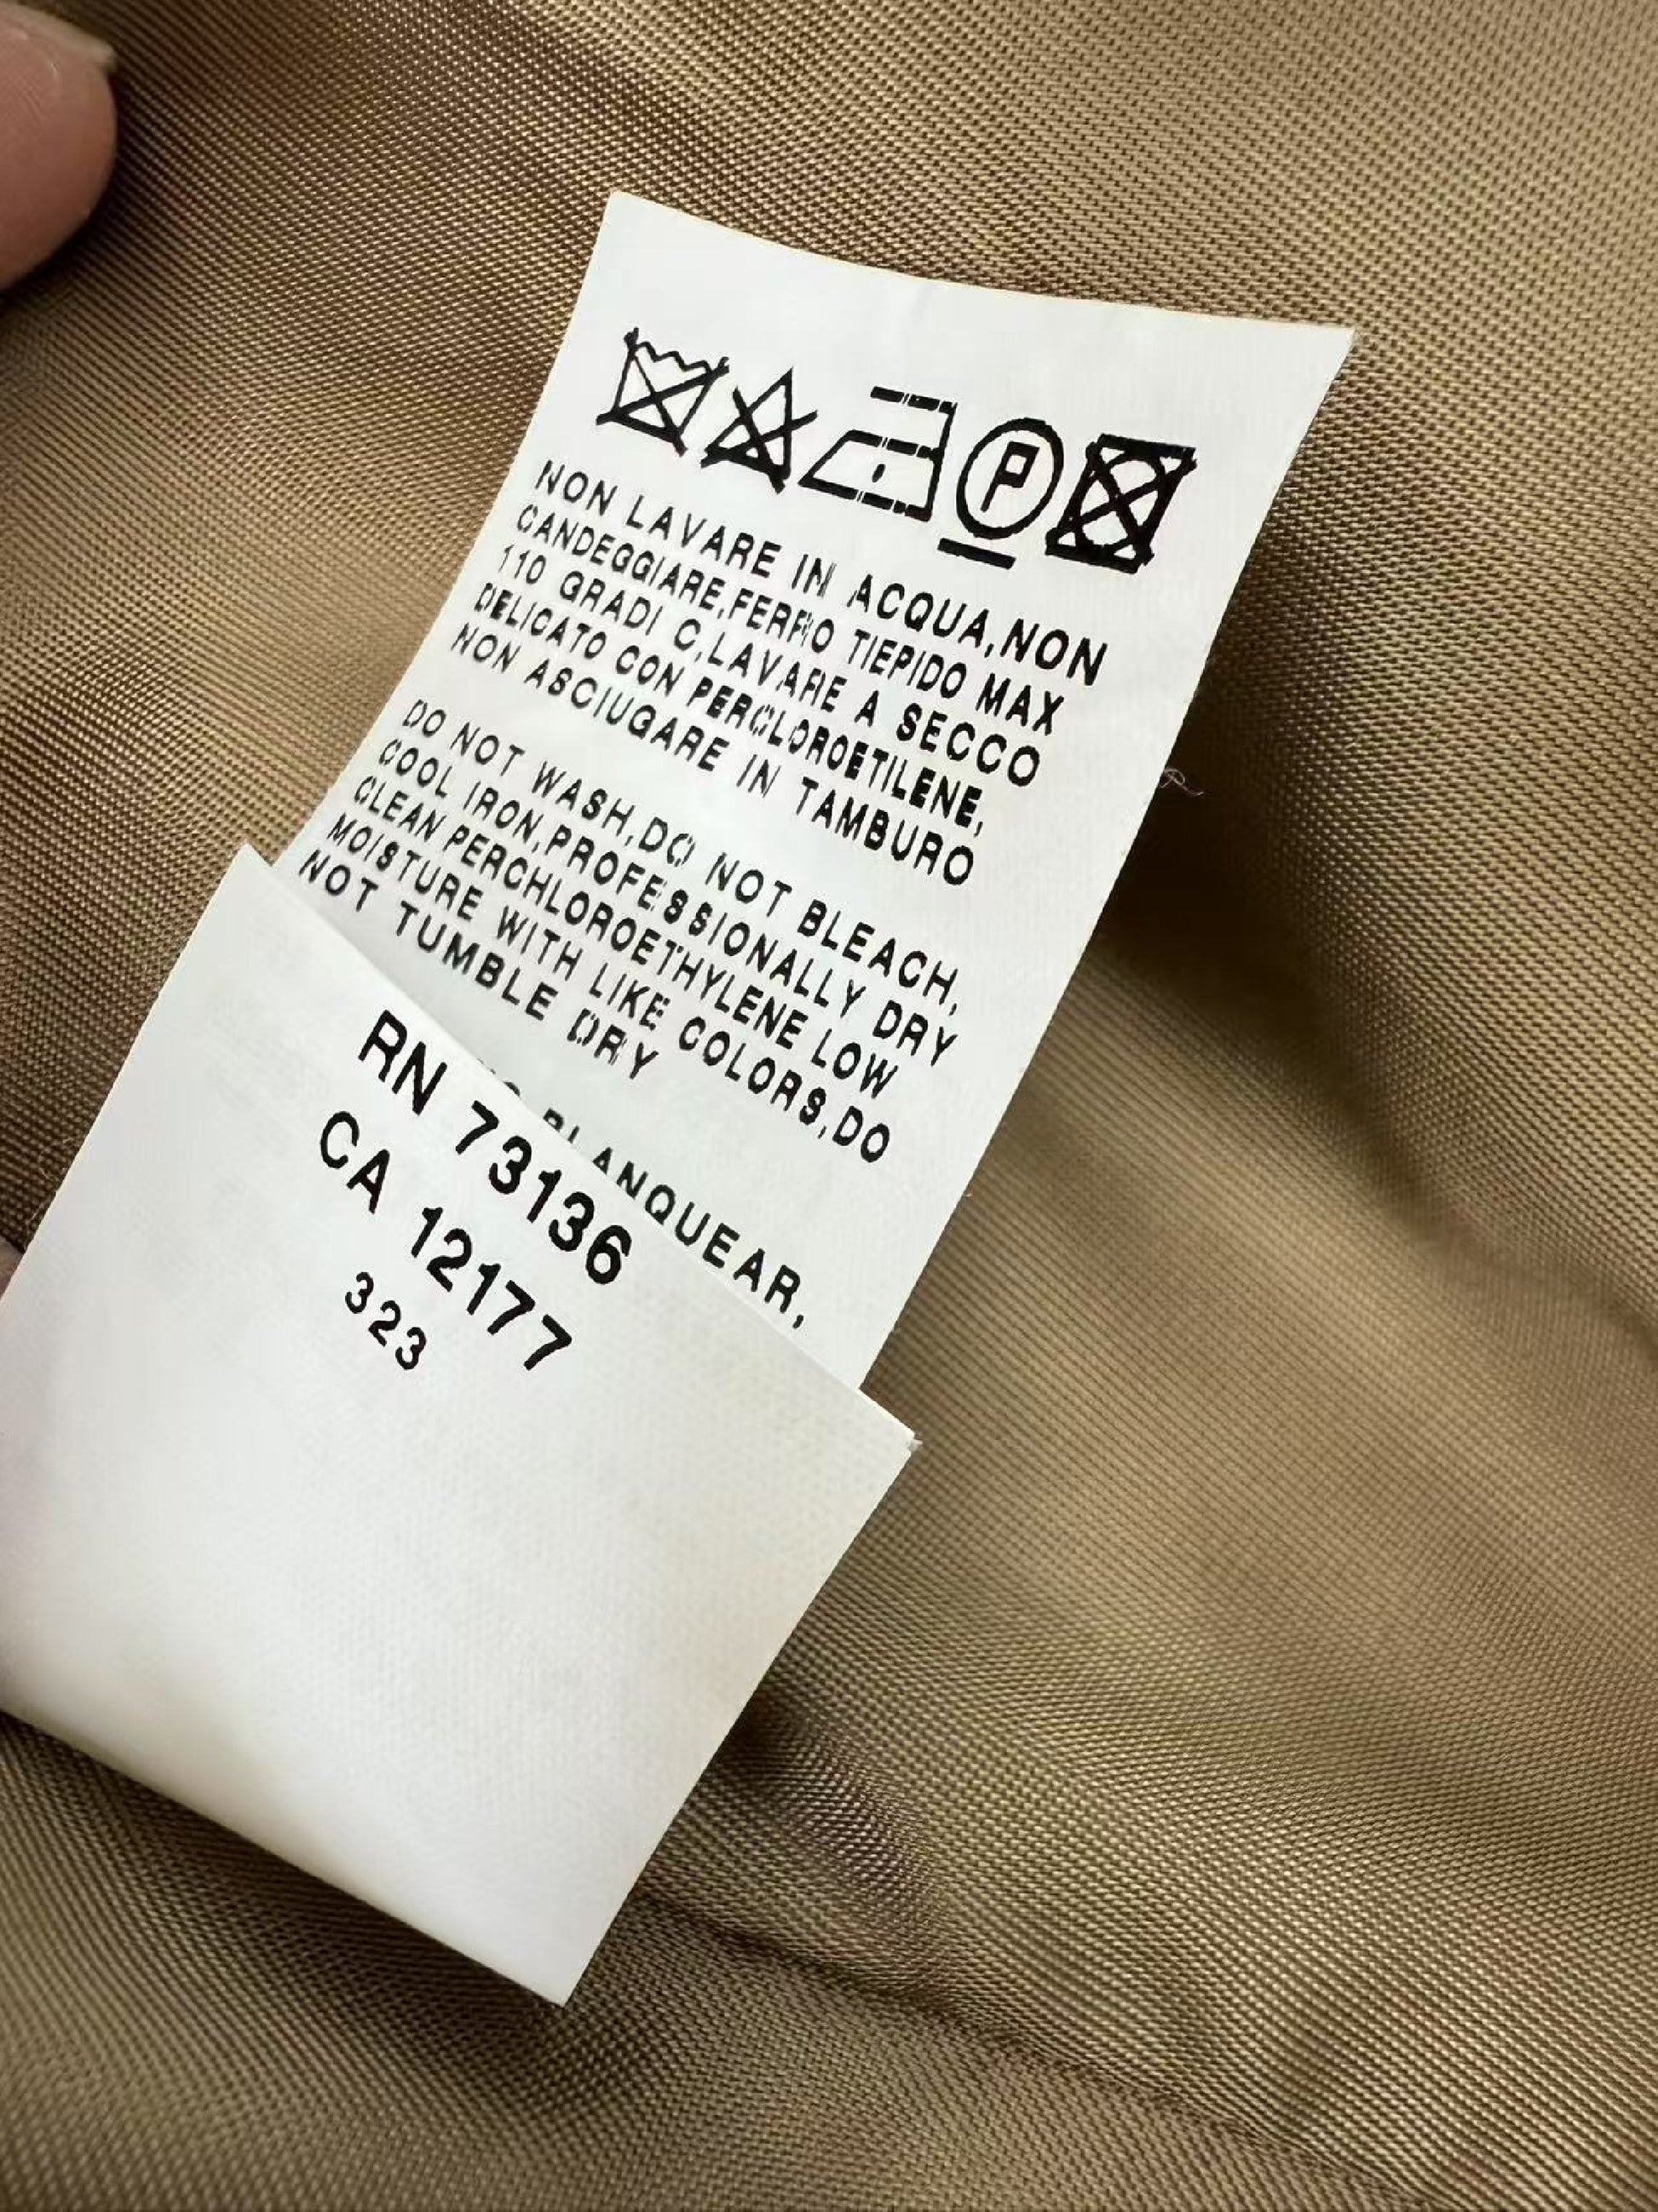 P
NON LAVARE IN ACQUA,NON
CANDEGGIARE,FERRO TIEPIDO MAX
110 GRADI C,LAVARE A SECCO
DELICATO CON PERCLOROETILENE,
NON ASCIUGARE IN TAMBURO
DO NOT WASH,DO NOT BLEACH,
COOL IRON,PROFESSIONALLY DRY
CLEAN PERCHLOROETHYLENE LOW
MOISTURE WITH LIKE COLORS,DO
NOT TUMBLE DRY
BLANQUEAR,
RN 73136
CA 12177
323